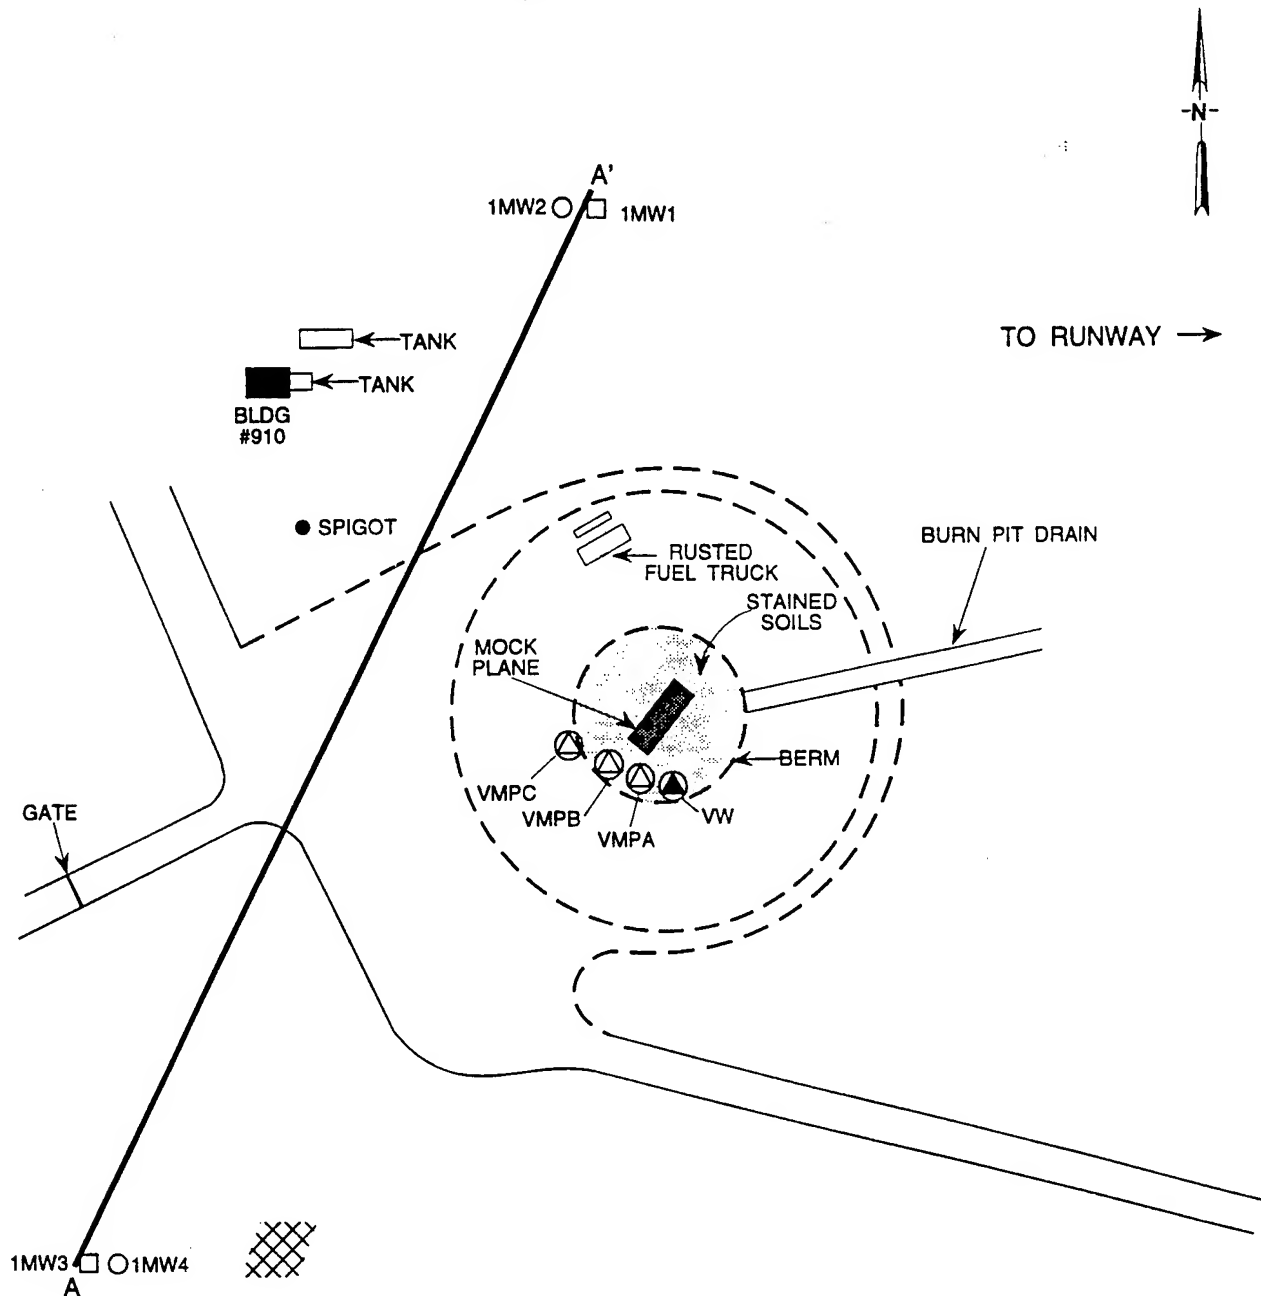 -N-
A'
1MW2
1MW1
TO RUNWAY
TANK
TANK
BLDG
#910
SPIGOT
BURN PIT DRAIN
RUSTED
FUEL TRUCK
STAINED
SOILS
MOCK
PLANE
BERM
VMPC
VMPB
VMPA
VW
GATE
1MW3
1MW4
A